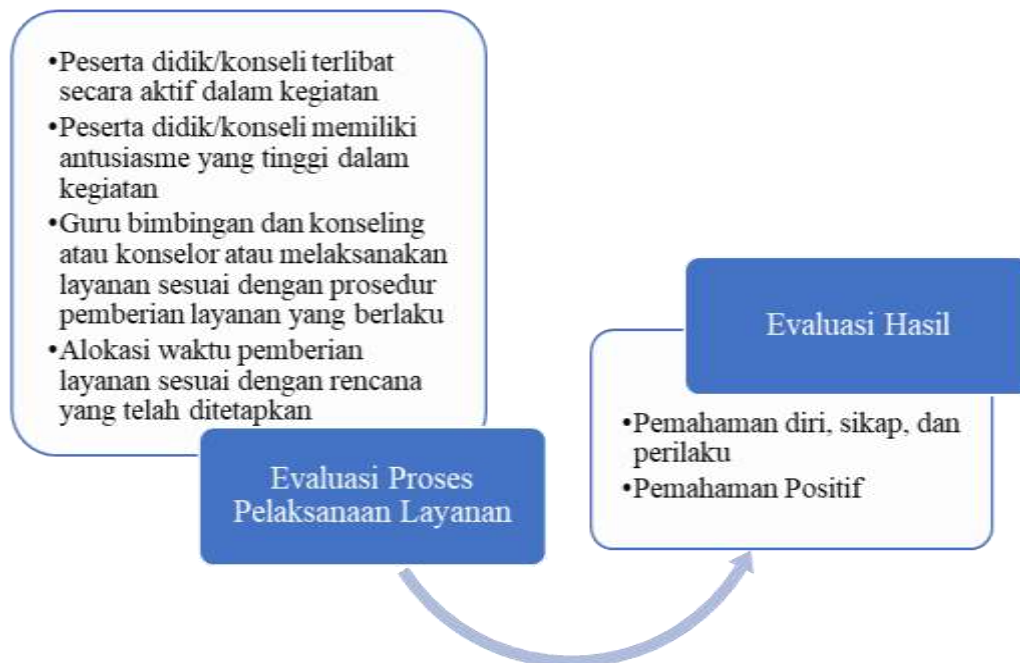 •Peserta didik/konseli terlibat
secara aktif dalam kegiatan
•Peserta didik/konseli memiliki
antusiasme yang tinggi dalam
kegiatan
•Guru bimbingan dan konseling
atau konselor atau melaksanakan
layanan sesuai dengan prosedur
pemberian layanan yang berlaku
•Alokasi waktu pemberian
layanan sesuai dengan rencana
yang telah ditetapkan
Evaluasi Proses
Pelaksanaan Layanan
Evaluasi Hasil
•Pemahaman diri, sikap, dan
perilaku
•Pemahaman Positif